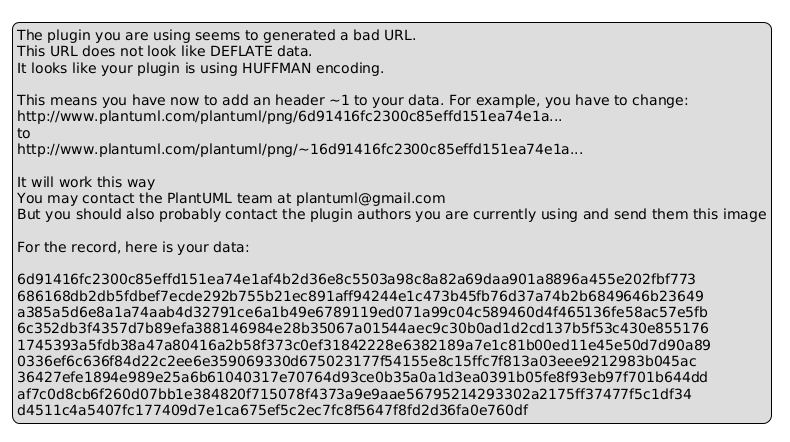 The plugin you are using seems to generated a bad URL.
This URL does not look like DEFLATE data.
It looks like your plugin is using HUFFMAN encoding.
This means you have now to add an header ~1 to your data. For example, you have to change:
http://www.plantuml.com/plantuml/png/6d91416fc2300c85effd151ea74e1a...
to
http://www.plantuml.com/plantuml/png/~16d91416fc2300c85effd151ea74e1a...
It will work this way
You may contact the PlantUML team at plantuml@gmail.com
But you should also probably contact the plugin authors you are currently using and send them this image
For the record, here is your data:
6d91416fc2300c85effd151ea74e1af4b2d36e8c5503a98c8a82a69daa901a8896a455e202fbf773
686168db2db5fdbef7ecde292b755b21ec891aff94244e1c473b45fb76d37a74b2b6849646b23649
a385a5d6e8a1a74aab4d32791ce6a1b49e6789119ed071a99c04c589460d4f465136fe58ac57e5fb
6c352db3f4357d7b89efa388146984e28b35067a01544aec9c30b0ad1d2cd137b5f53c430e855176
1745393a5fdb38a47a80416a2b58f373c0ef31842228e6382189a7e1c81b00ed11e45e50d7d90a89
0336ef6c636f84d22c2ee6e359069330d675023177f54155e8c15ffc7f813a03eee9212983b045ac
36427efe1894e989e25a6b61040317e70764d93ce0b35a0a1d3ea0391b05fe8f93eb97f701b644dd
af7c0d8cb6f260d07bb1e384820f715078f4373a9e9aae56795214293302a2175ff37477f5c1df34
d4511c4a5407fc177409d7e1ca675ef5c2ec7fc8f5647f8fd2d36fa0e760df